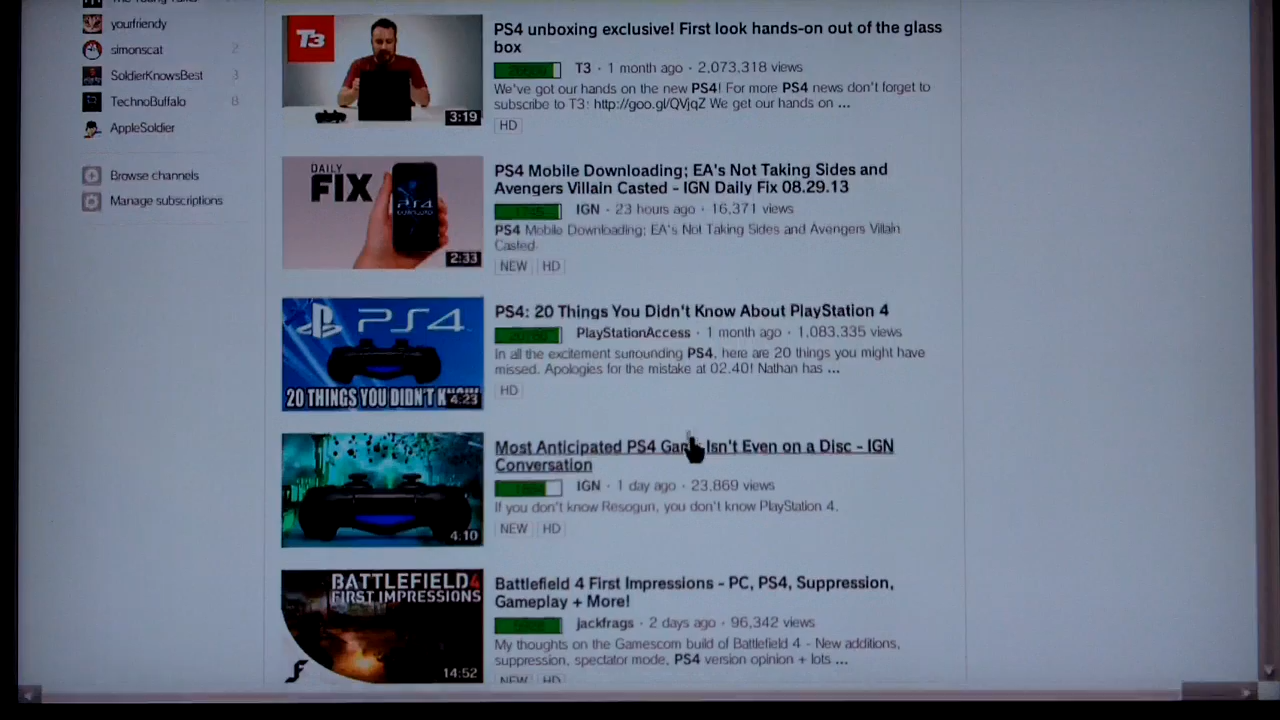 yourfriendy
simonscat 2
SoldierKnowsBest 3
TechnoBuffalo 8
AppleSoldier
Browse channels
Manage subscriptions
T3
3:19
PS4 unboxing exclusive! First look hands-on out of the glass
box
T3 · 1 month ago · 2,073,318 views
We've got our hands on the new PS4! For more PS4 news don't forget to
subscribe to T3: http://goo.gl/QVjqZ We get our hands on ...
HD
DAILY
FIX
PS4
2:33
PS4 Mobile Downloading; EA's Not Taking Sides and
Avengers Villain Casted - IGN Daily Fix 08.29.13
IGN · 23 hours ago · 16,371 views
PS4 Mobile Downloading; EA's Not Taking Sides and Avengers Villain
Casted.
NEW HD
PS4
20 THINGS YOU DIDN'T
4:23
PS4: 20 Things You Didn't Know About PlayStation 4
PlayStationAccess · 1 month ago · 1,083,335 views
In all the excitement surrounding PS4, here are 20 things you might have
missed. Apologies for the mistake at 02.40! Nathan has ...
HD
4:10
Most Anticipated PS4 Isn't Even on a Disc - IGN
Conversation
IGN · 1 day ago · 23,869 views
If you don't know Resogun, you don't know PlayStation 4.
NEW HD
BATTLEFIELD 4
FIRST IMPRESSIONS
14:52
Battlefield 4 First Impressions - PC, PS4, Suppression,
Gameplay + More!
jackfrags · 2 days ago · 96,342 views
My thoughts on the Gamescom build of Battlefield 4 - New additions,
suppression, spectator mode, PS4 version opinion + lots ...
NEW HD